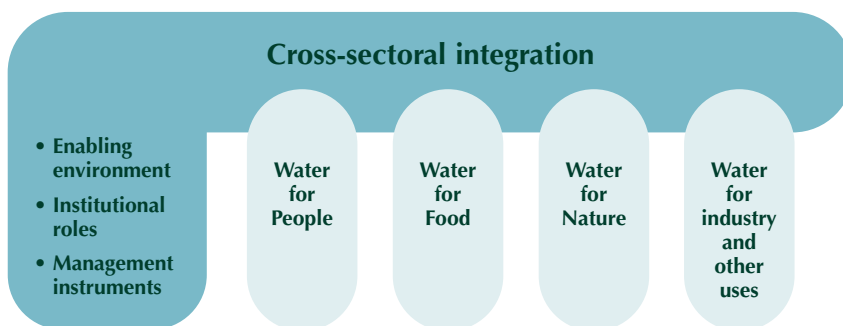 Cross-sectoral integration
• Enabling
environment
• Institutional
roles
• Management
instruments
Water
for
People
Water
for
Food
Water
for
Nature
Water
for
industry
and
other
uses